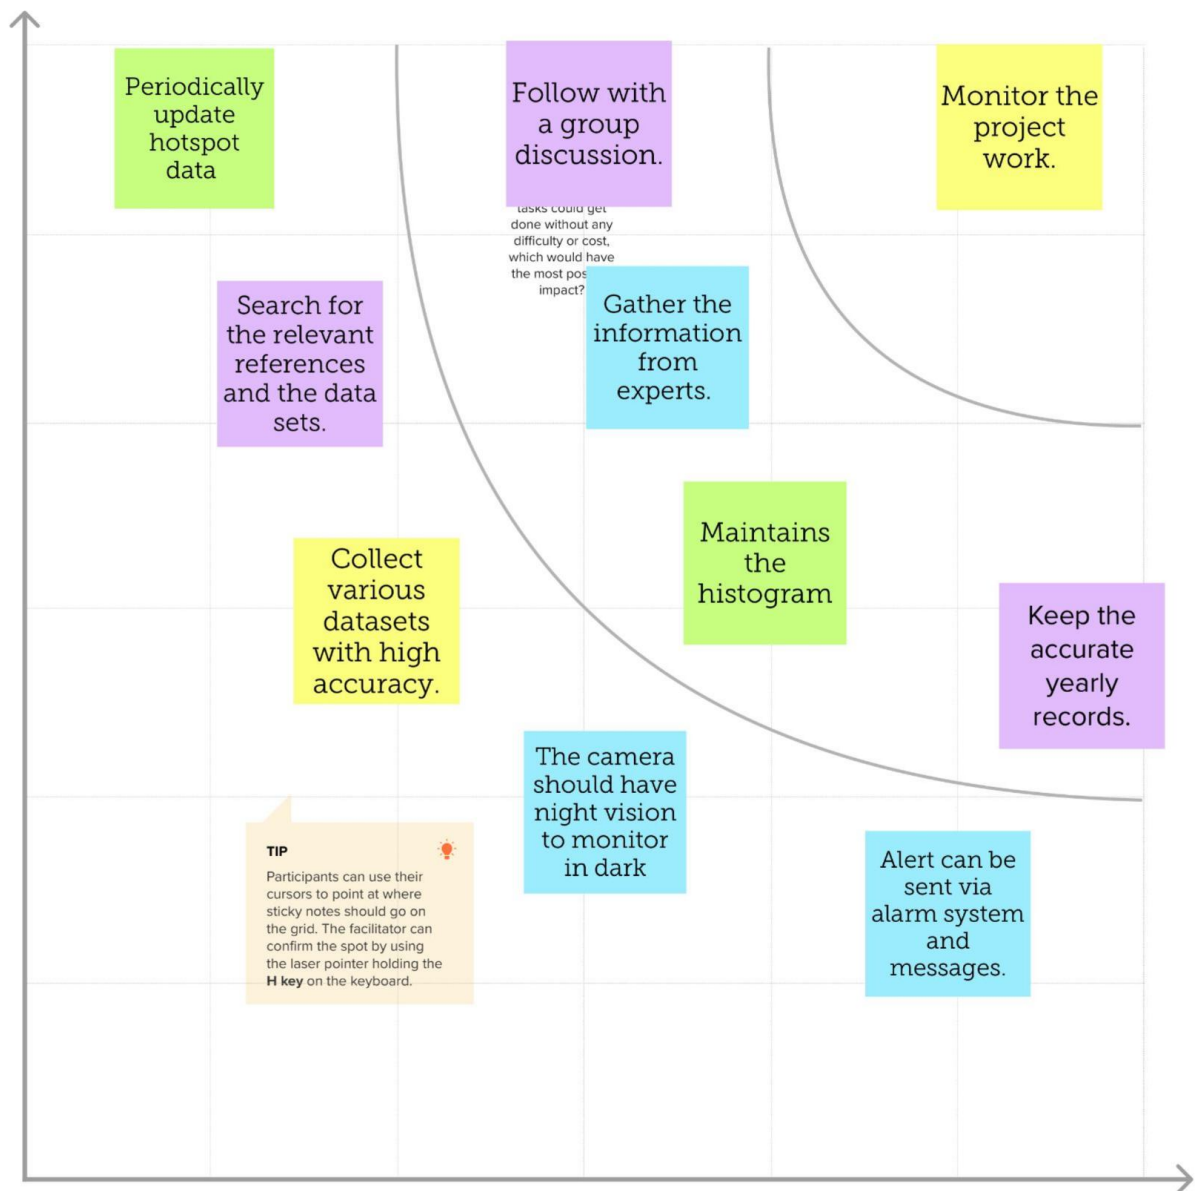 Periodically
update
hotspot
data
Follow with
a group
discussion.
Monitor the
project
work.
tasks could get
done without any
difficulty or cost,
which would have
the most
impact?
Search for
the relevant
references
and the data
sets.
Gather the
information
from
experts.
Maintains
the
histogram
Collect
various
datasets
with high
accuracy.
Keep the
accurate
yearly
records.
The camera
should have
night vision
to monitor
in dark
TIP
Participants can use their
cursors to point at where
sticky notes should go on
the grid. The facilitator can
confirm the spot by using
the laser pointer holding the
H key on the keyboard.
Alert can be
sent via
alarm system
and
messages.